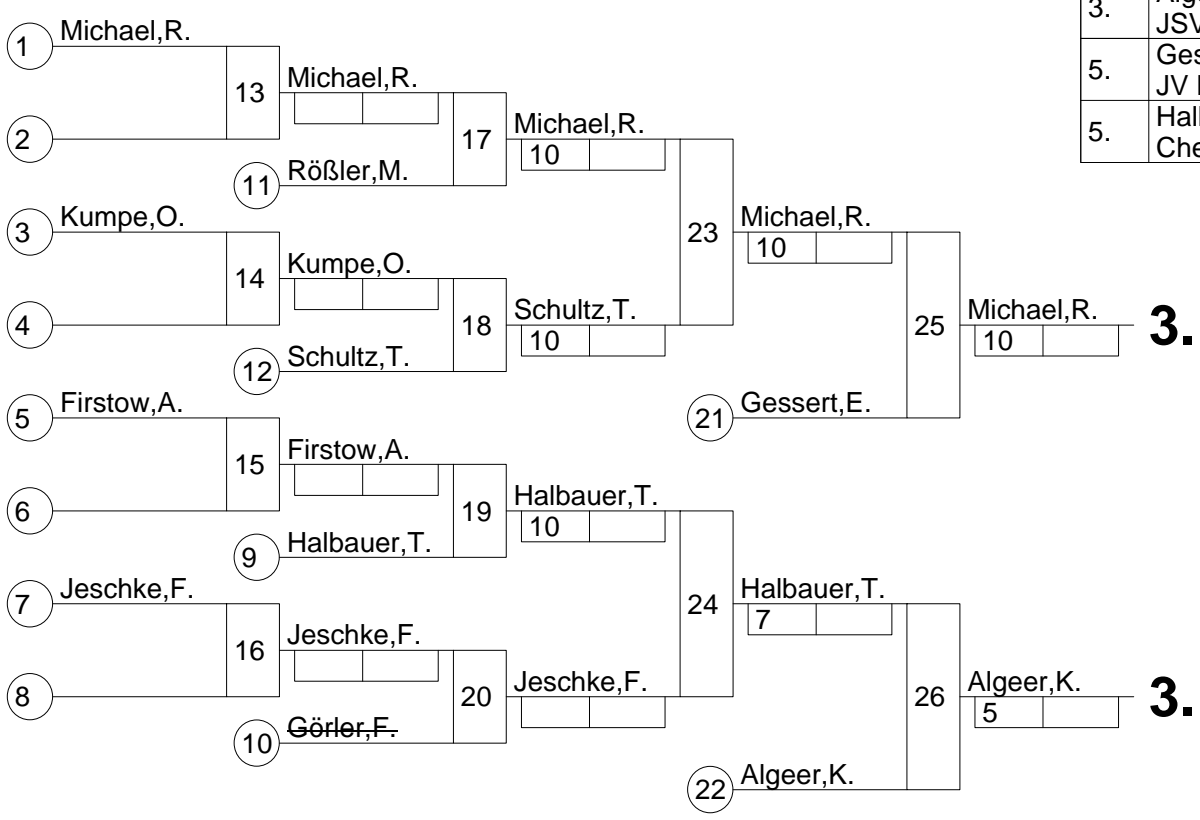 3.
JSV
5.
JV
5.
1 Michael,R.
13 Michael,R.
2
17 Michael,R.
10
11 Rößler,M.
3 Kumpe,O.
23 Michael,R.
10
14 Kumpe,O.
4
18 Schultz,T.
10
12 Schultz,T.
25 Michael,R. 3.
10
5 Firstow,A.
21 Gessert,E.
15 Firstow,A.
6
19 Halbauer,T.
10
9 Halbauer,T.
7 Jeschke,F.
24 Halbauer,T.
7
16 Jeschke,F.
8
20 Jeschke,F.
10 Görler,F.
26 Algeer,K. 3.
5
22 Algeer,K.